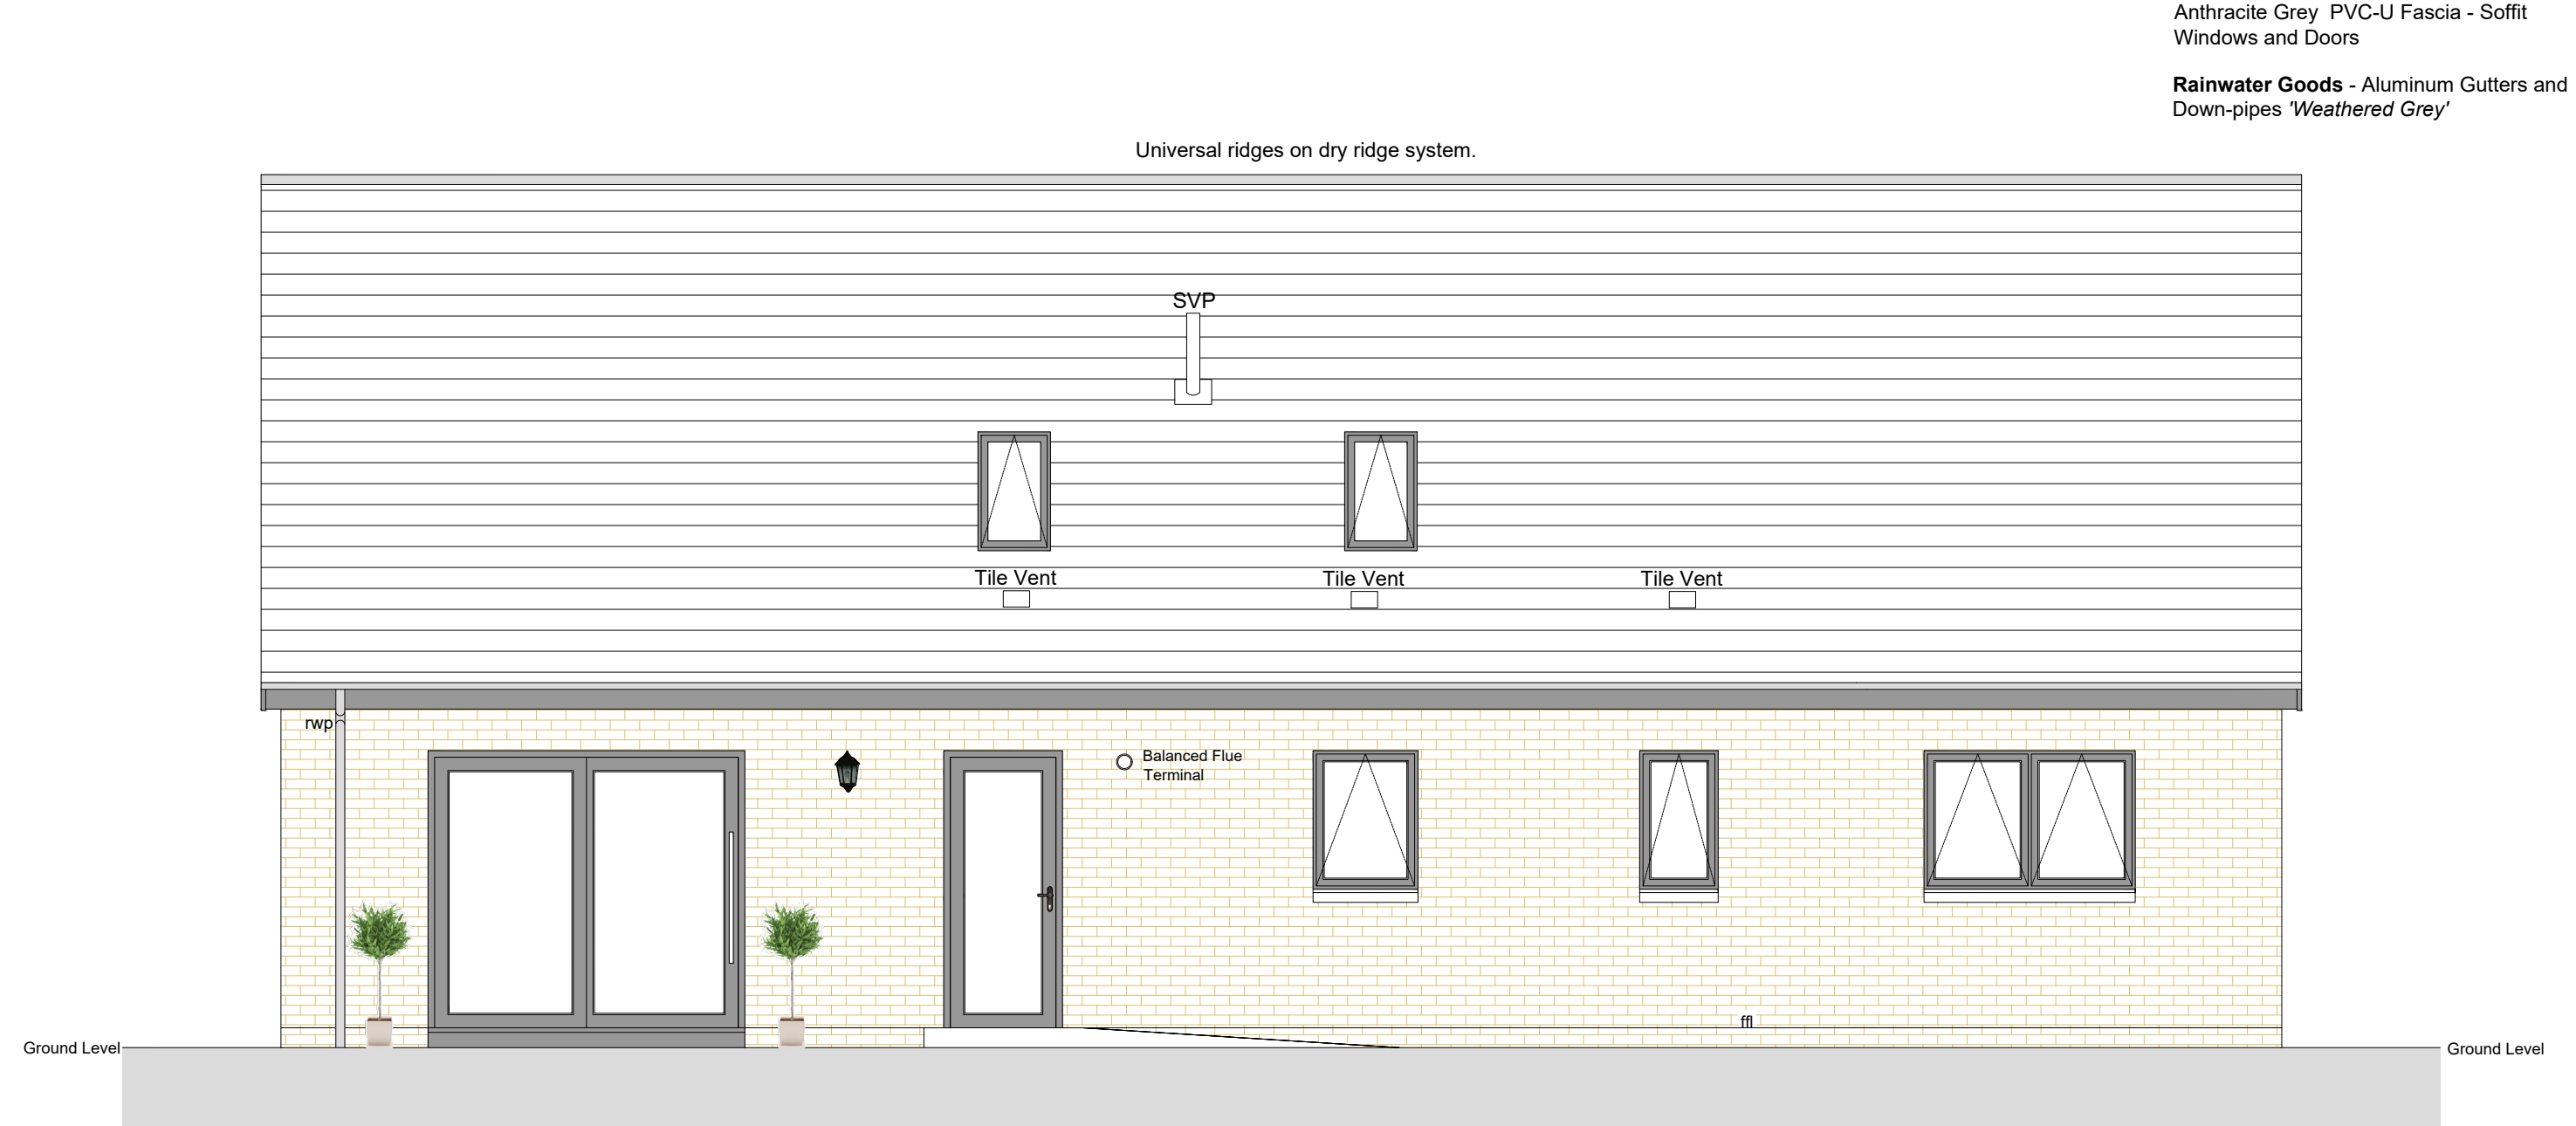 Anthracite Grey  PVC-U Fascia - Soffit
Windows and Doors
Rainwater Goods - Aluminum Gutters and
Down-pipes 'Weathered Grey'
Universal ridges on dry ridge system.
SVP
Tile Vent
Tile Vent
Tile Vent
rwp
Balanced Flue
Terminal
ffl
Ground Level
Ground Level